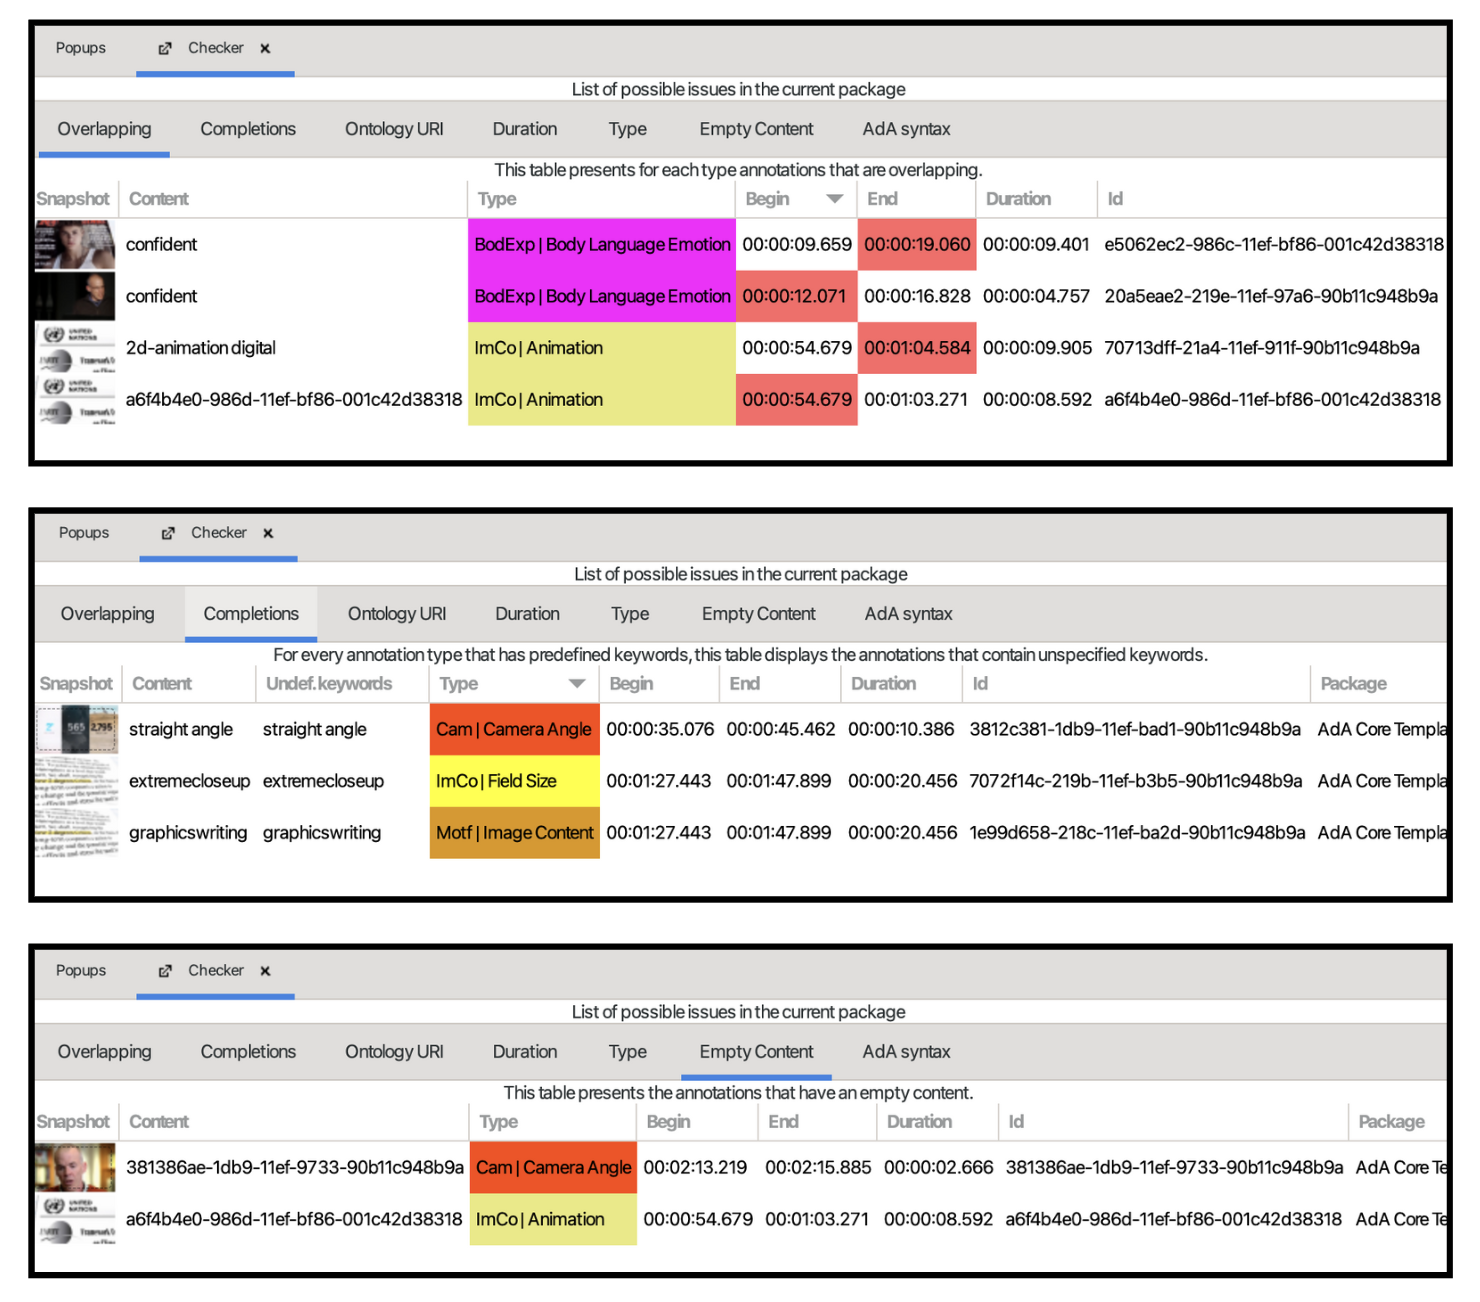 Popups Checker x
List of possible issues in the current package
Overlapping Completions Ontology URI Duration Type Empty Content AdA syntax
This table presents for each type annotations that are overlapping.
Snapshot Content Type Begin End Duration Id
confident BodExp | Body Language Emotion 00:00:09.659 00:00:19.060 00:00:09.401 e5062ec2-986c-11ef-bf86-001c42d38318
confident BodExp | Body Language Emotion 00:00:12.071 00:00:16.828 00:00:04.757 20a5eae2-219e-11ef-97a6-90b11c948b9a
UNITED NATIONS
2d-animation digital ImCo | Animation 00:00:54.679 00:01:04.584 00:00:09.905 70713dff-21a4-11ef-911f-90b11c948b9a
UNITED NATIONS
a6f4b4e0-986d-11ef-bf86-001c42d38318 ImCo | Animation 00:00:54.679 00:01:03.271 00:00:08.592 a6f4b4e0-986d-11ef-bf86-001c42d38318
Popups Checker x
List of possible issues in the current package
Overlapping Completions Ontology URI Duration Type Empty Content AdA syntax
For every annotation type that has predefined keywords, this table displays the annotations that contain unspecified keywords.
Snapshot Content Undef. keywords Type Begin End Duration Id Package
565 2,795 straight angle straight angle Cam | Camera Angle 00:00:35.076 00:00:45.462 00:00:10.386 3812c381-1db9-11ef-bad1-90b11c948b9a AdA Core Templa
extremecloseup extremecloseup ImCo | Field Size 00:01:27.443 00:01:47.899 00:00:20.456 7072f14c-219b-11ef-b3b5-90b11c948b9a AdA Core Templa
graphicswriting graphicswriting Motf | Image Content 00:01:27.443 00:01:47.899 00:00:20.456 1e99d658-218c-11ef-ba2d-90b11c948b9a AdA Core Templa
Popups Checker x
List of possible issues in the current package
Overlapping Completions Ontology URI Duration Type Empty Content AdA syntax
This table presents the annotations that have an empty content.
Snapshot Content Type Begin End Duration Id Package
381386ae-1db9-11ef-9733-90b11c948b9a Cam | Camera Angle 00:02:13.219 00:02:15.885 00:00:02.666 381386ae-1db9-11ef-9733-90b11c948b9a AdA Core Te
UNITED NATIONS
a6f4b4e0-986d-11ef-bf86-001c42d38318 ImCo | Animation 00:00:54.679 00:01:03.271 00:00:08.592 a6f4b4e0-986d-11ef-bf86-001c42d38318 AdA Core Te